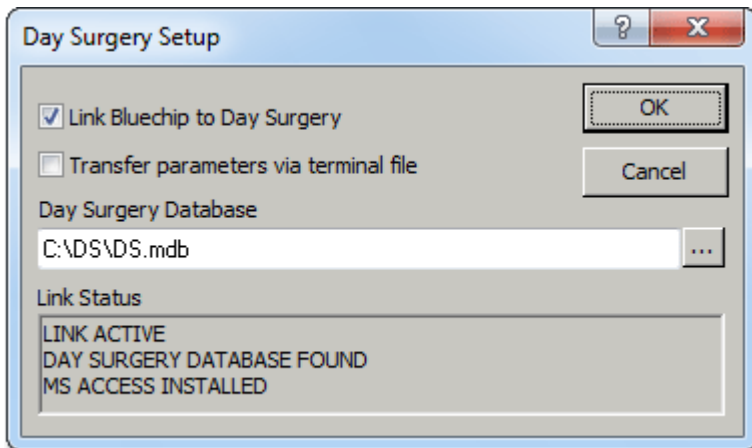 Day Surgery Setup
Link Bluechip to Day Surgery
OK
Transfer parameters via terminal file
Cancel
Day Surgery Database
C:\DS\DS.mdb
...
Link Status
LINK ACTIVE
DAY SURGERY DATABASE FOUND
MS ACCESS INSTALLED